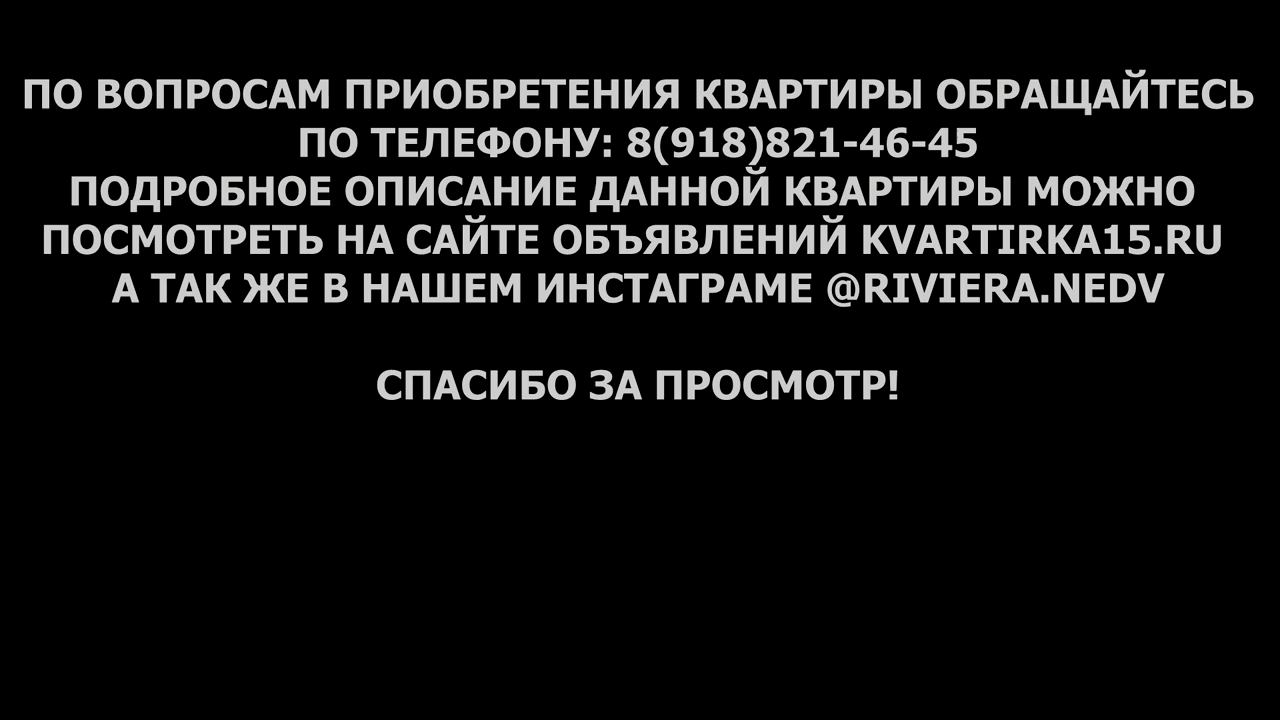 ПО ВОПРОСАМ ПРИОБРЕТЕНИЯ КВАРТИРЫ ОБРАЩАЙТЕСЬ
ПО ТЕЛЕФОНУ: 8(918)821-46-45
ПОДРОБНОЕ ОПИСАНИЕ ДАННОЙ КВАРТИРЫ МОЖНО
ПОСМОТРЕТЬ НА САЙТЕ ОБЪЯВЛЕНИЙ KVARTIRKA15.RU
А ТАК ЖЕ В НАШЕМ ИНСТАГРАМЕ @RIVIERA.NEDV
СПАСИБО ЗА ПРОСМОТР!